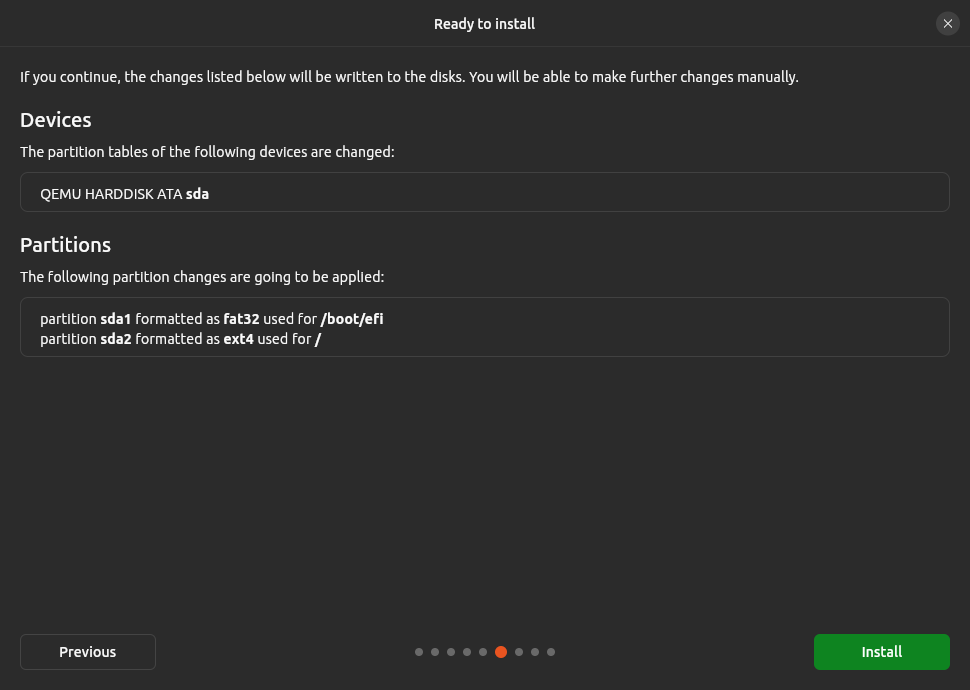 Ready to install
If you continue, the changes listed below will be written to the disks. You will be able to make further changes manually.
Devices
The partition tables of the following devices are changed:
QEMU HARDDISK ATA sda
Partitions
The following partition changes are going to be applied:
partition sda1 formatted as fat32 used for /boot/efi
partition sda2 formatted as ext4 used for /
Previous
Install